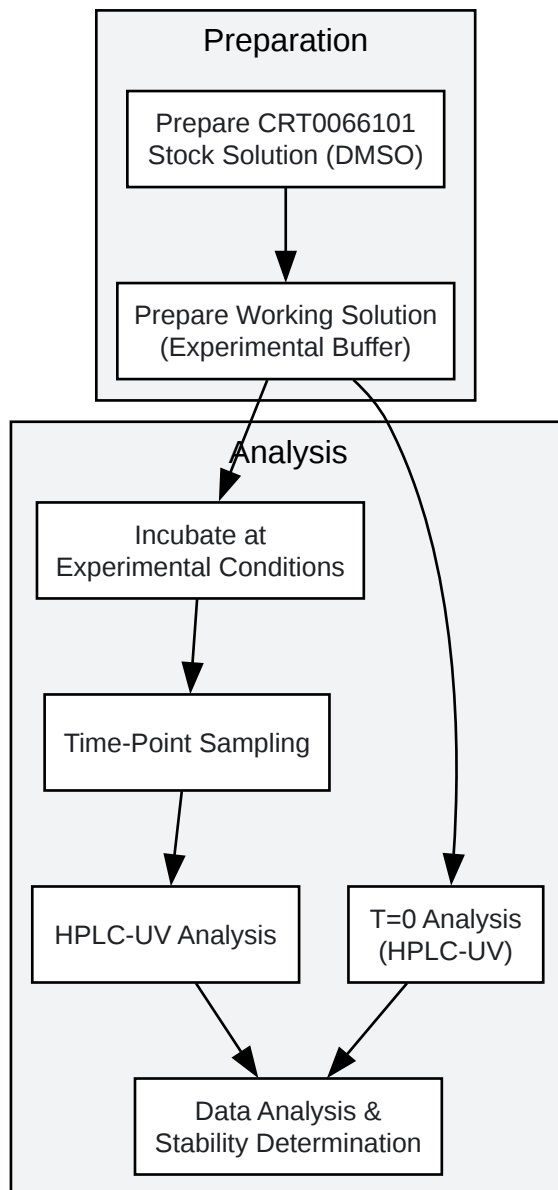 Preparation
Prepare CRT0066101
Stock Solution (DMSO)
Prepare Working Solution
(Experimental Buffer)
Analysis
Incubate at
Experimental Conditions
Time-Point Sampling
HPLC-UV Analysis
T=0 Analysis
(HPLC-UV)
Data Analysis &
Stability Determination